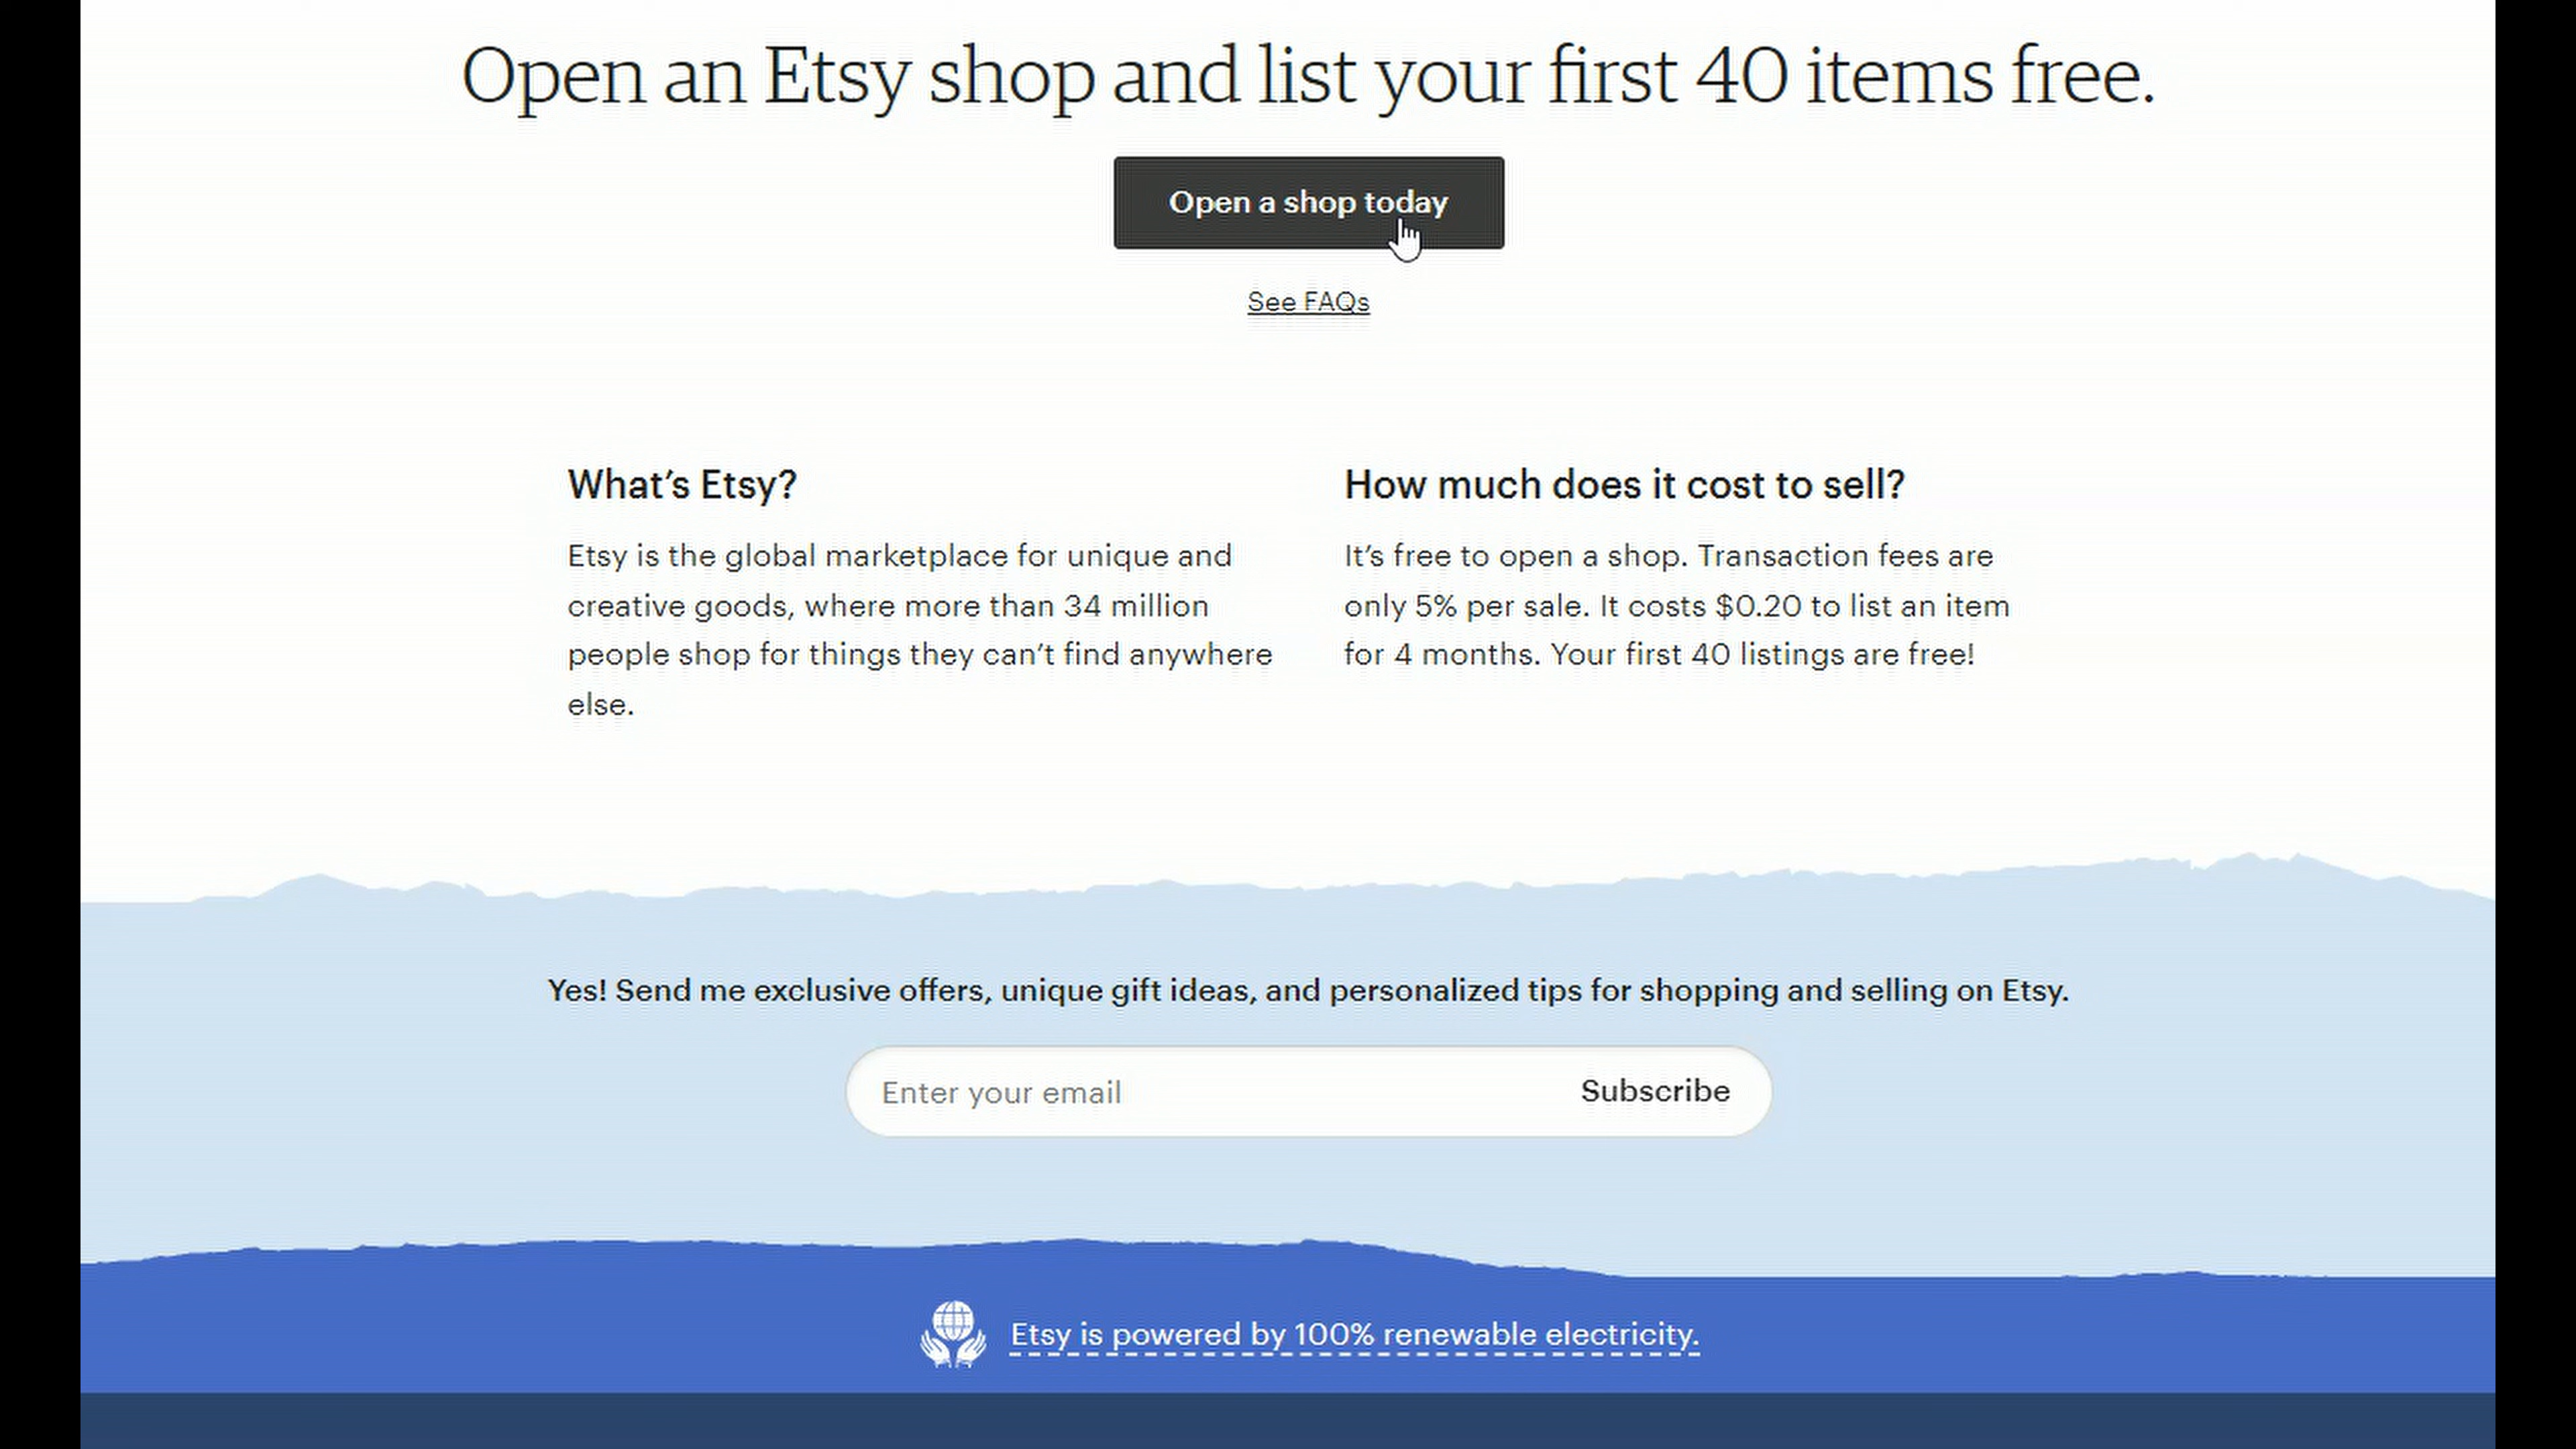 Open an Etsy shop and list your first 40 items free.
Open a shop today
See FAQs
What's Etsy?
Etsy is the global marketplace for unique and
creative goods, where more than 34 million
people shop for things they can't find anywhere
else.
How much does it cost to sell?
It's free to open a shop. Transaction fees are
only 5% per sale. It costs $0.20 to list an item
for 4 months. Your first 40 listings are free!
Yes! Send me exclusive offers, unique gift ideas, and personalized tips for shopping and selling on Etsy.
Enter your email
Subscribe
Etsy is powered by 100% renewable electricity.